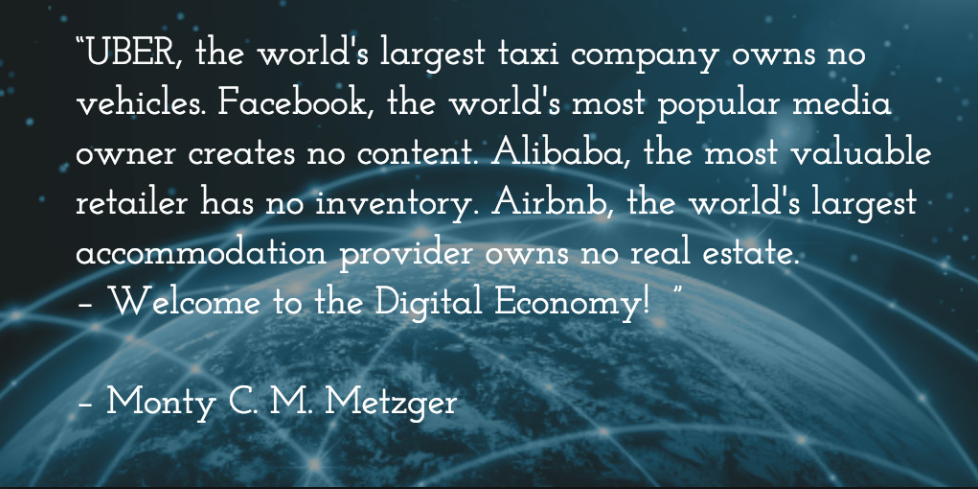 “UBER, the world's largest taxi company owns no
vehicles. Facebook, the world's most popular media
owner creates no content. Alibaba, the most valuable
retailer has no inventory. Airbnb, the world's largest
accommodation provider owns no real estate.
– Welcome to the Digital Economy! ”
– Monty C. M. Metzger